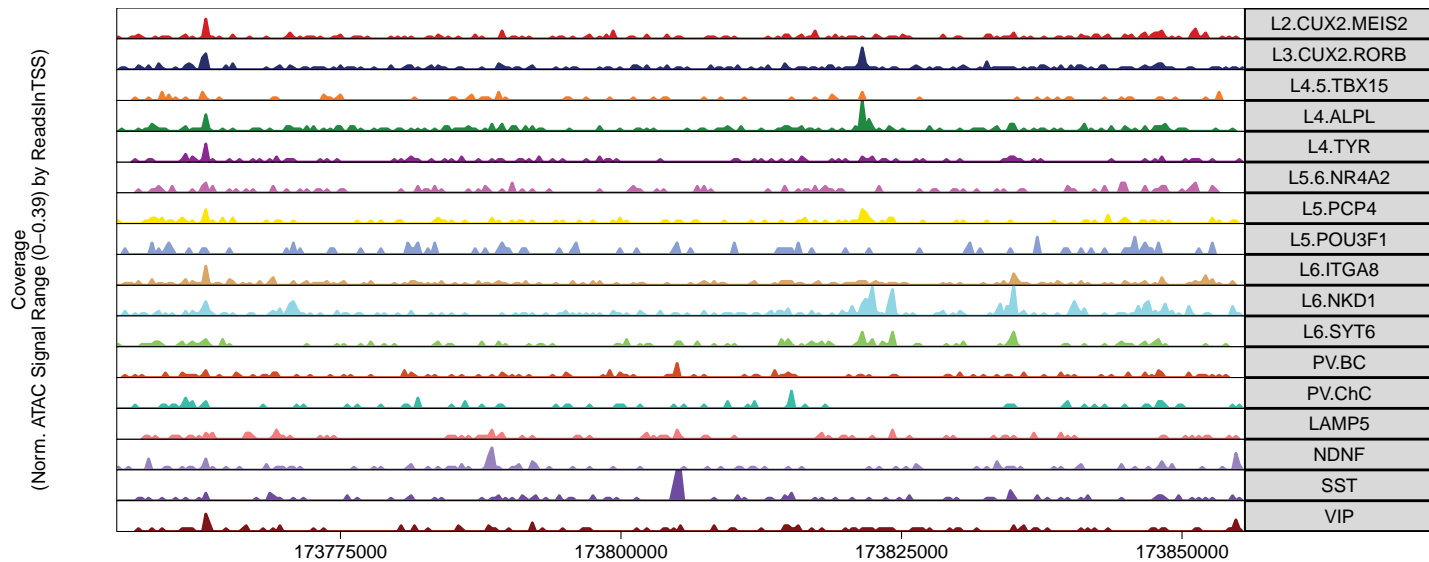 Coverage
(Norm. ATAC Signal Range (0−0.39) by ReadsInTSS)
L2.CUX2.MEIS2
L3.CUX2.RORB
L4.5.TBX15
L4.ALPL
L4.TYR
L5.6.NR4A2
L5.PCP4
L5.POU3F1
L6.ITGA8
L6.NKD1
L6.SYT6
PV.BC
PV.ChC
LAMP5
NDNF
SST
VIP
173775000 173800000 173825000 173850000